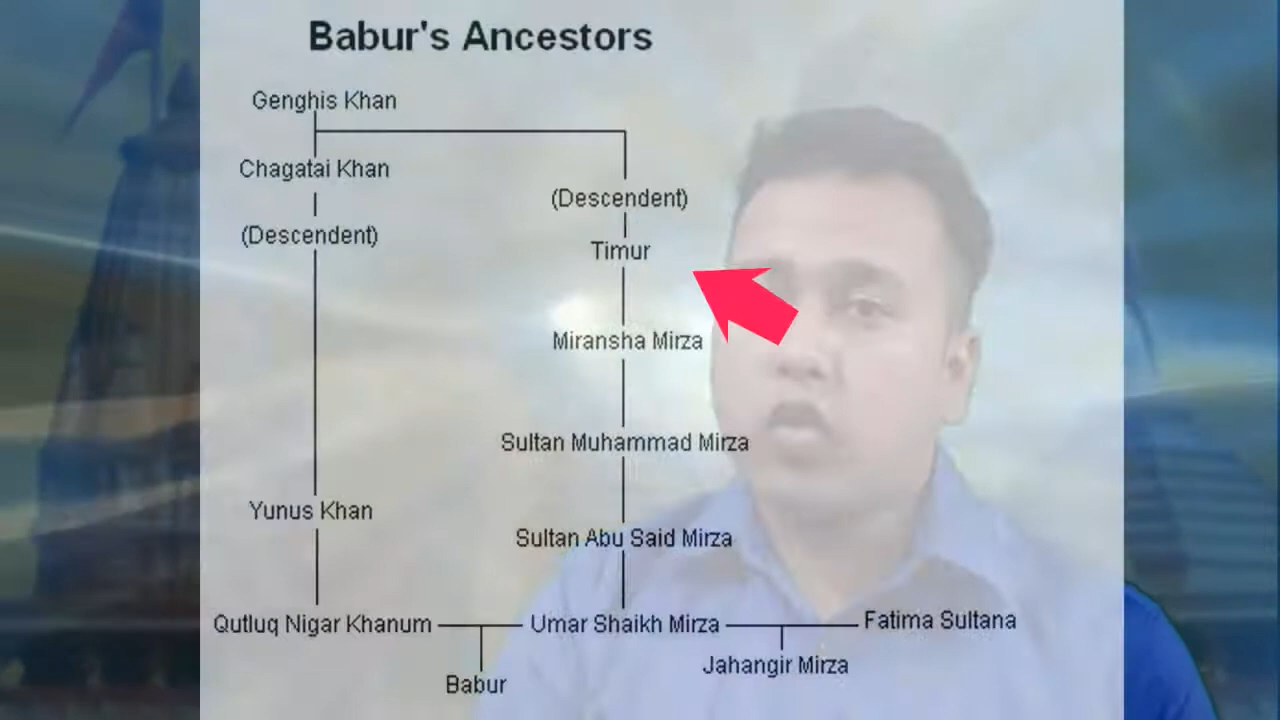 Babur's Ancestors
Genghis Khan
Chagatai Khan
(Descendent)
(Descendent)
Timur
Miransha Mirza
Sultan Muhammad Mirza
Yunus Khan
Sultan Abu Said Mirza
Qutluq Nigar Khanum
Umar Shaikh Mirza
Fatima Sultana
Babur
Jahangir Mirza